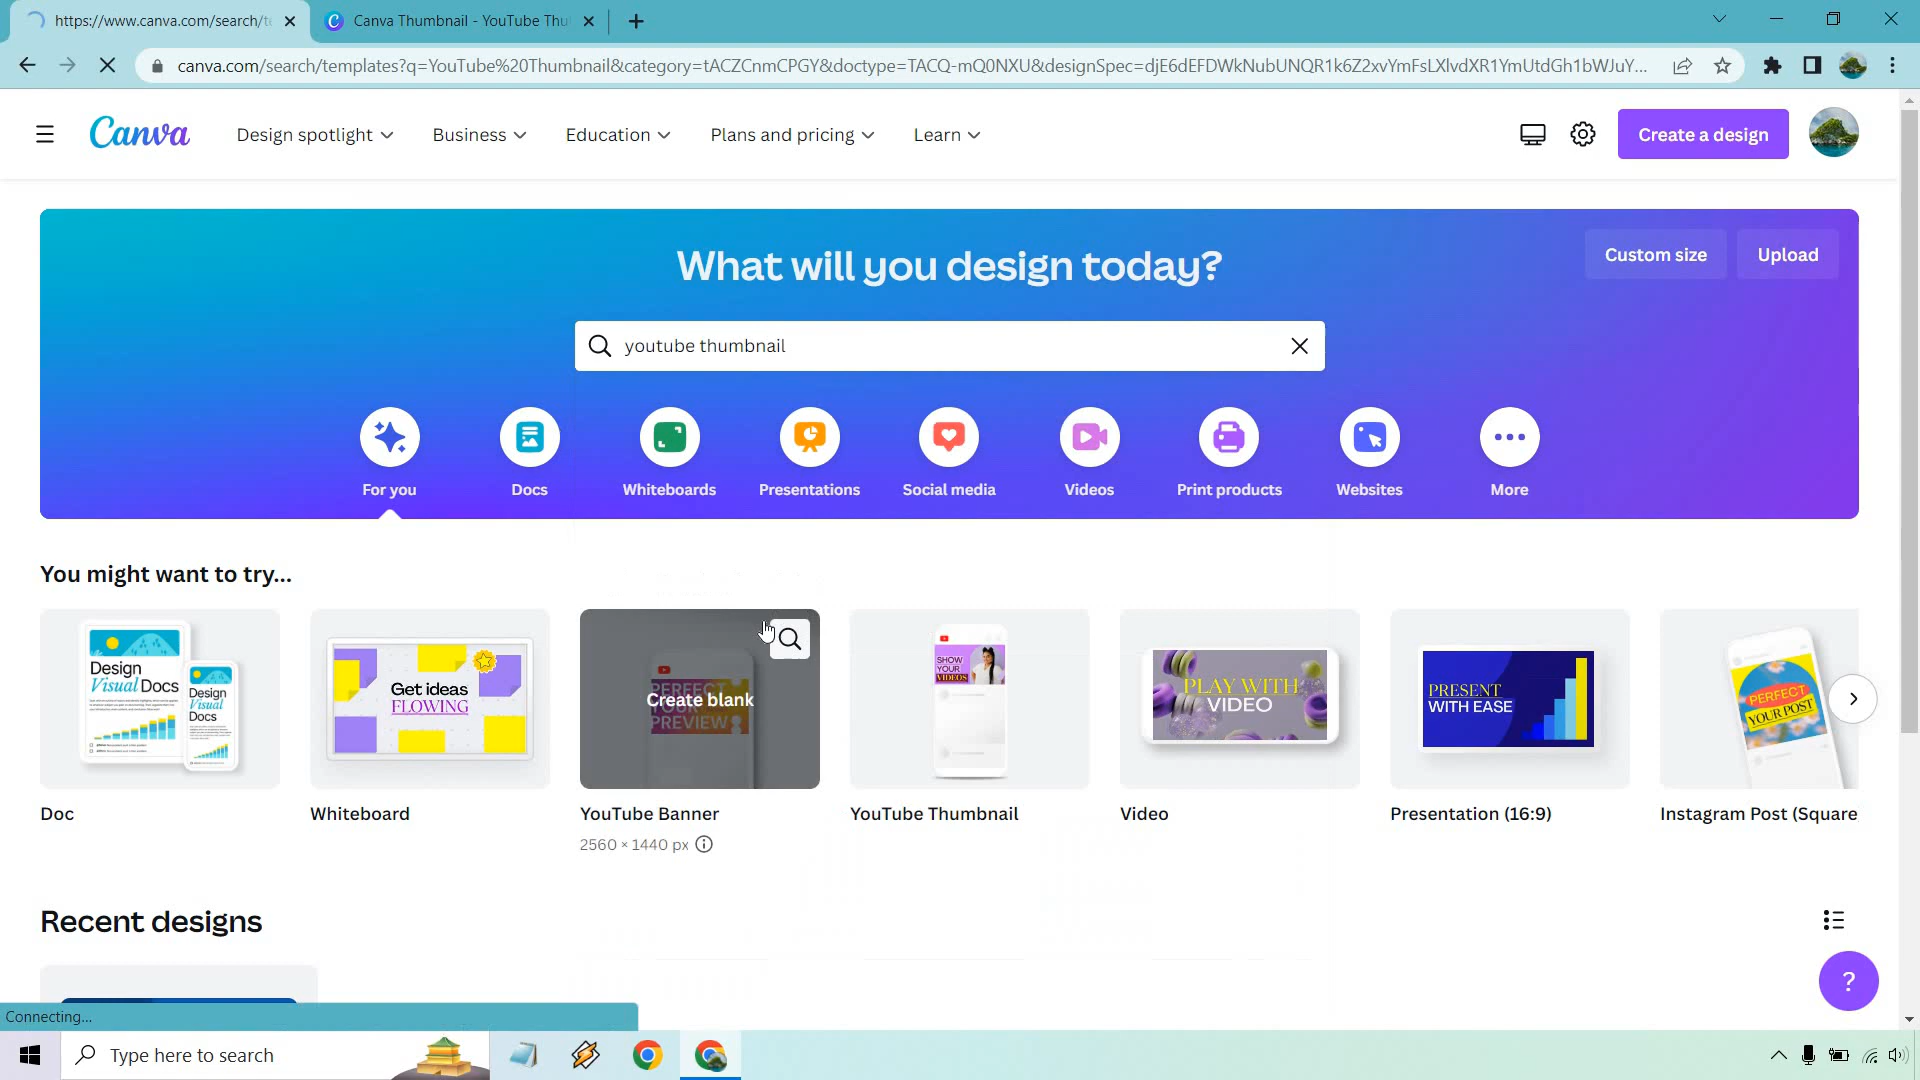 https://www.canva.com/search/te
Canva Thumbnail - YouTube Thu
canva.com/search/templates?q=YouTube%20Thumbnail&category=tACZCnmCPGY&doctype=TACQ-mQ0NXU&designSpec=djE6dEFDWkNubUNQR1k6Z2xvYmFsLXlvdXR1YmUtdGh1bWJuY...
Canva
Design spotlight
Business
Education
Plans and pricing
Learn
Create a design
What will you design today?
Custom size
Upload
youtube thumbnail
For you
Docs
Whiteboards
Presentations
Social media
Videos
Print products
Websites
More
You might want to try...
Design
Visual Docs
Design
Visual
Docs
Get ideas
FLOWING
PERFECT
YOUR
PREVIEW
Create blank
SHOW
YOUR
VIDEOS
PLAY WITH
VIDEO
PRESENT
WITH EASE
PERFECT
YOUR POST
Doc
Whiteboard
YouTube Banner
YouTube Thumbnail
Video
Presentation (16:9)
Instagram Post (Square
2560 × 1440 px
Recent designs
?
Connecting...
Type here to search